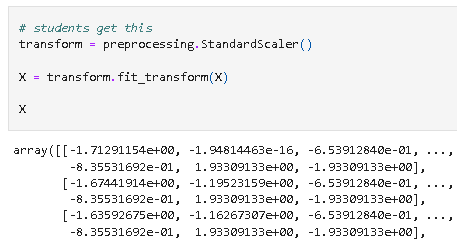 # students get this
transform = preprocessing.StandardScaler()
X = transform.fit_transform(X)
X
array([[-1.71291154e+00, -1.94814463e-16, -6.53912840e-01, ...,
-8.35531692e-01, 1.93309133e+00, -1.93309133e+00],
[-1.67441914e+00, -1.19523159e+00, -6.53912840e-01, ...,
-8.35531692e-01, 1.93309133e+00, -1.93309133e+00],
[-1.63592675e+00, -1.16267307e+00, -6.53912840e-01, ...,
-8.35531692e-01, 1.93309133e+00, -1.93309133e+00],